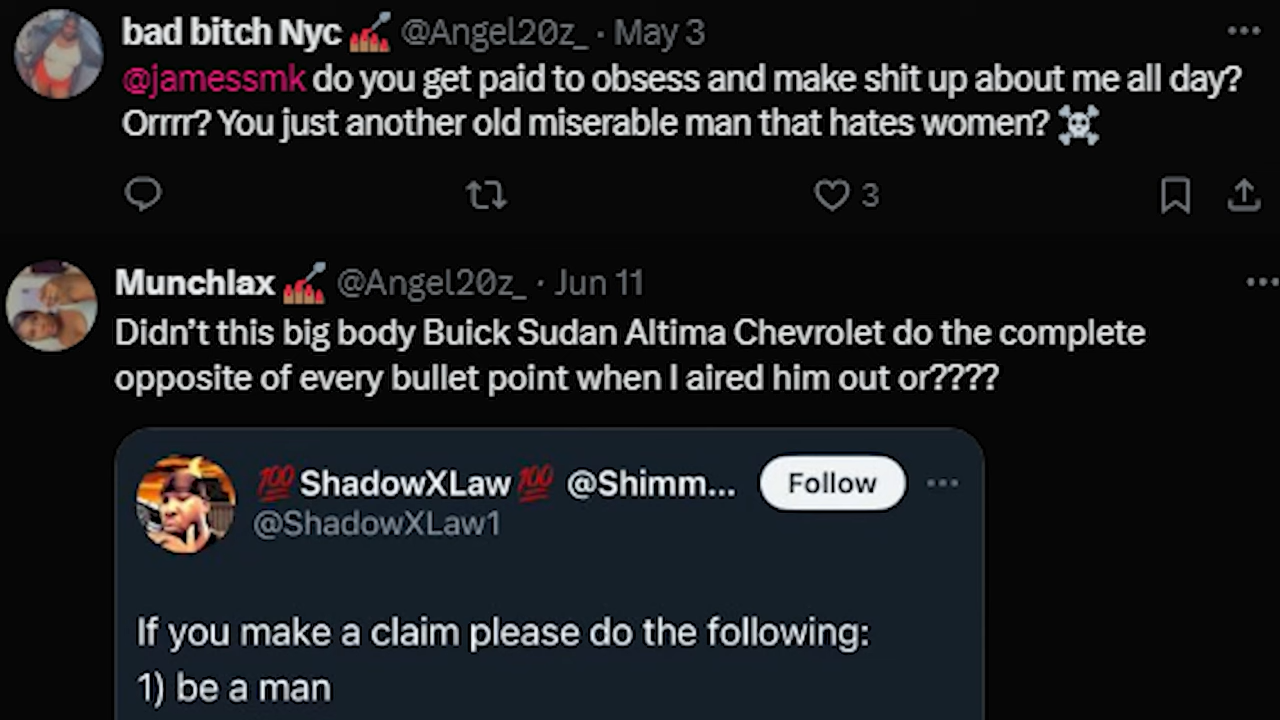 bad bitch Nyc 💅 @Angel20z_ · May 3
@jamessmk do you get paid to obsess and make shit up about me all day?
Orrrr? You just another old miserable man that hates women? ☠️
3
Munchlax 💅 @Angel20z_ · Jun 11
Didn’t this big body Buick Sudan Altima Chevrolet do the complete
opposite of every bullet point when I aired him out or????
💯ShadowXLaw💯 @Shimm... Follow
@ShadowXLaw1
If you make a claim please do the following:
1) be a man